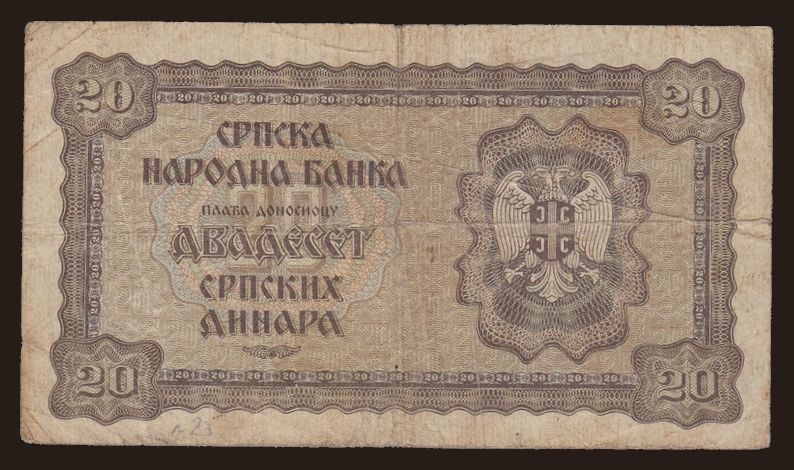 20 20
СРПСКА
НАРОДНА БАНКА
ПЛАЋА ДОНОСИОЦУ
ДВАДЕСЕТ
СРПСКИХ
ДИНАРА
20 20